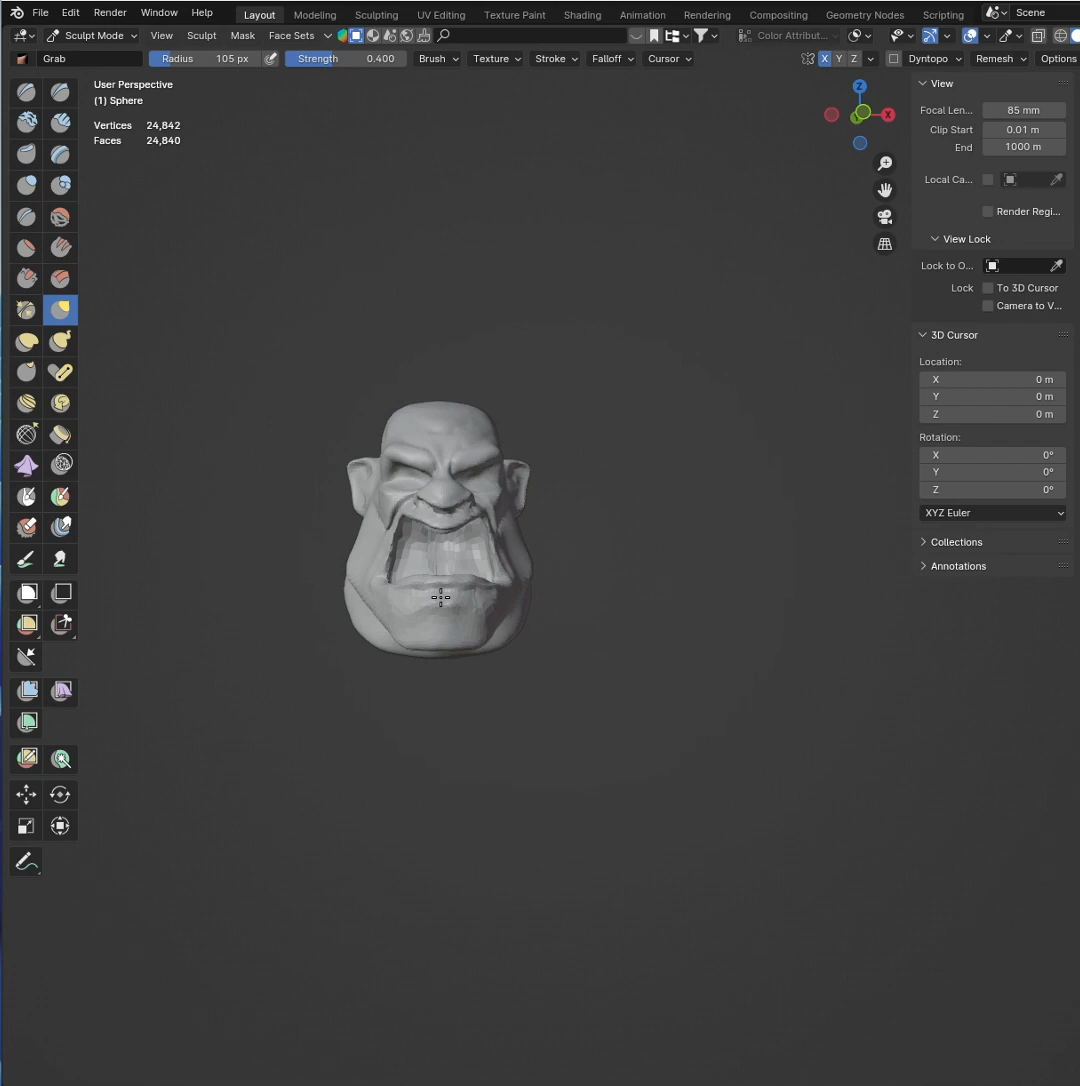 File Edit Render Window Help Layout Modeling Sculpting UV Editing Texture Paint Shading Animation Rendering Compositing Geometry Nodes Scripting Scene
Sculpt Mode View Sculpt Mask Face Sets Color Attribut...
Grab Radius 105 px Strength 0.400 Brush Texture Stroke Falloff Cursor X Y Z Dyntopo Remesh Options
User Perspective
(1) Sphere
Vertices 24,842
Faces 24,840
Z
X
View
Focal Len... 85 mm
Clip Start 0.01 m
End 1000 m
Local Ca...
Render Regi...
View Lock
Lock to O...
Lock To 3D Cursor
Camera to V...
3D Cursor
Location:
X 0 m
Y 0 m
Z 0 m
Rotation:
X 0°
Y 0°
Z 0°
XYZ Euler
Collections
Annotations